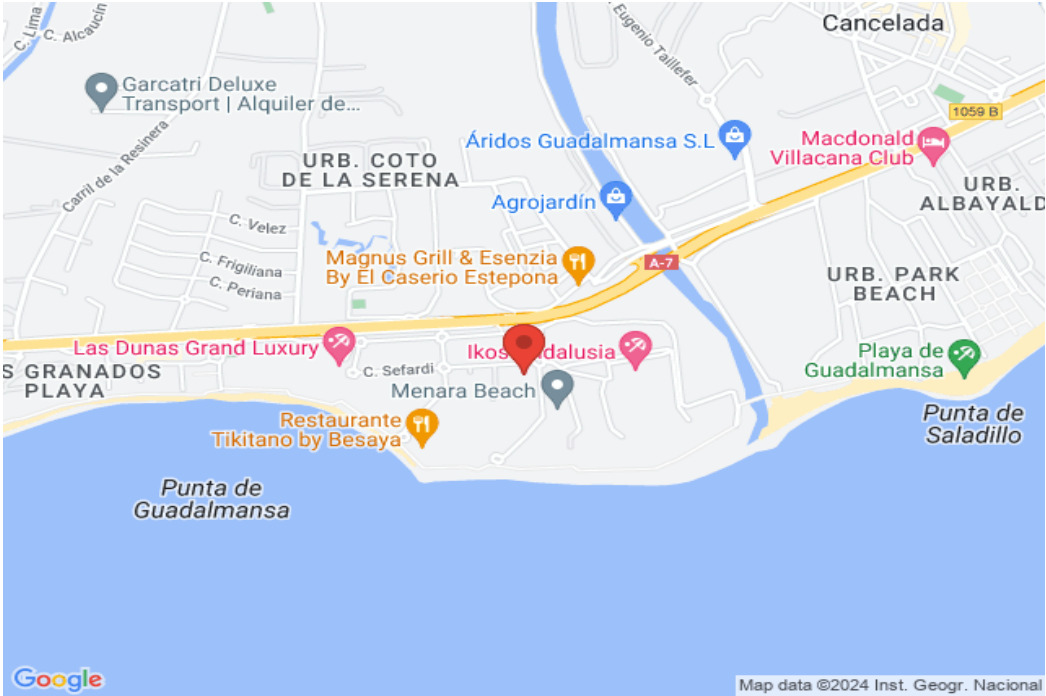 C. Lima
C. Alcaucín
Eugenio Taillefer
Cancelada
Garcatri Deluxe
Transport | Alquiler de...
1059 B
Carril de la Resinera
URB. COTO
DE LA SERENA
Áridos Guadalmansa S.L
Macdonald
Villacana Club
Agrojardín
URB.
ALBAYALD
C. Velez
C. Frigiliana
C. Periana
Magnus Grill & Esenzia
By El Caserio Estepona
A-7
URB. PARK
BEACH
Las Dunas Grand Luxury
C. Sefardi
Ikos
ndalusia
Playa de
Guadalmansa
S GRANADOS
PLAYA
Menara Beach
Restaurante
Tikitano by Besaya
Punta de
Saladillo
Punta de
Guadalmansa
Google
Map data ©2024 Inst. Geogr. Nacional